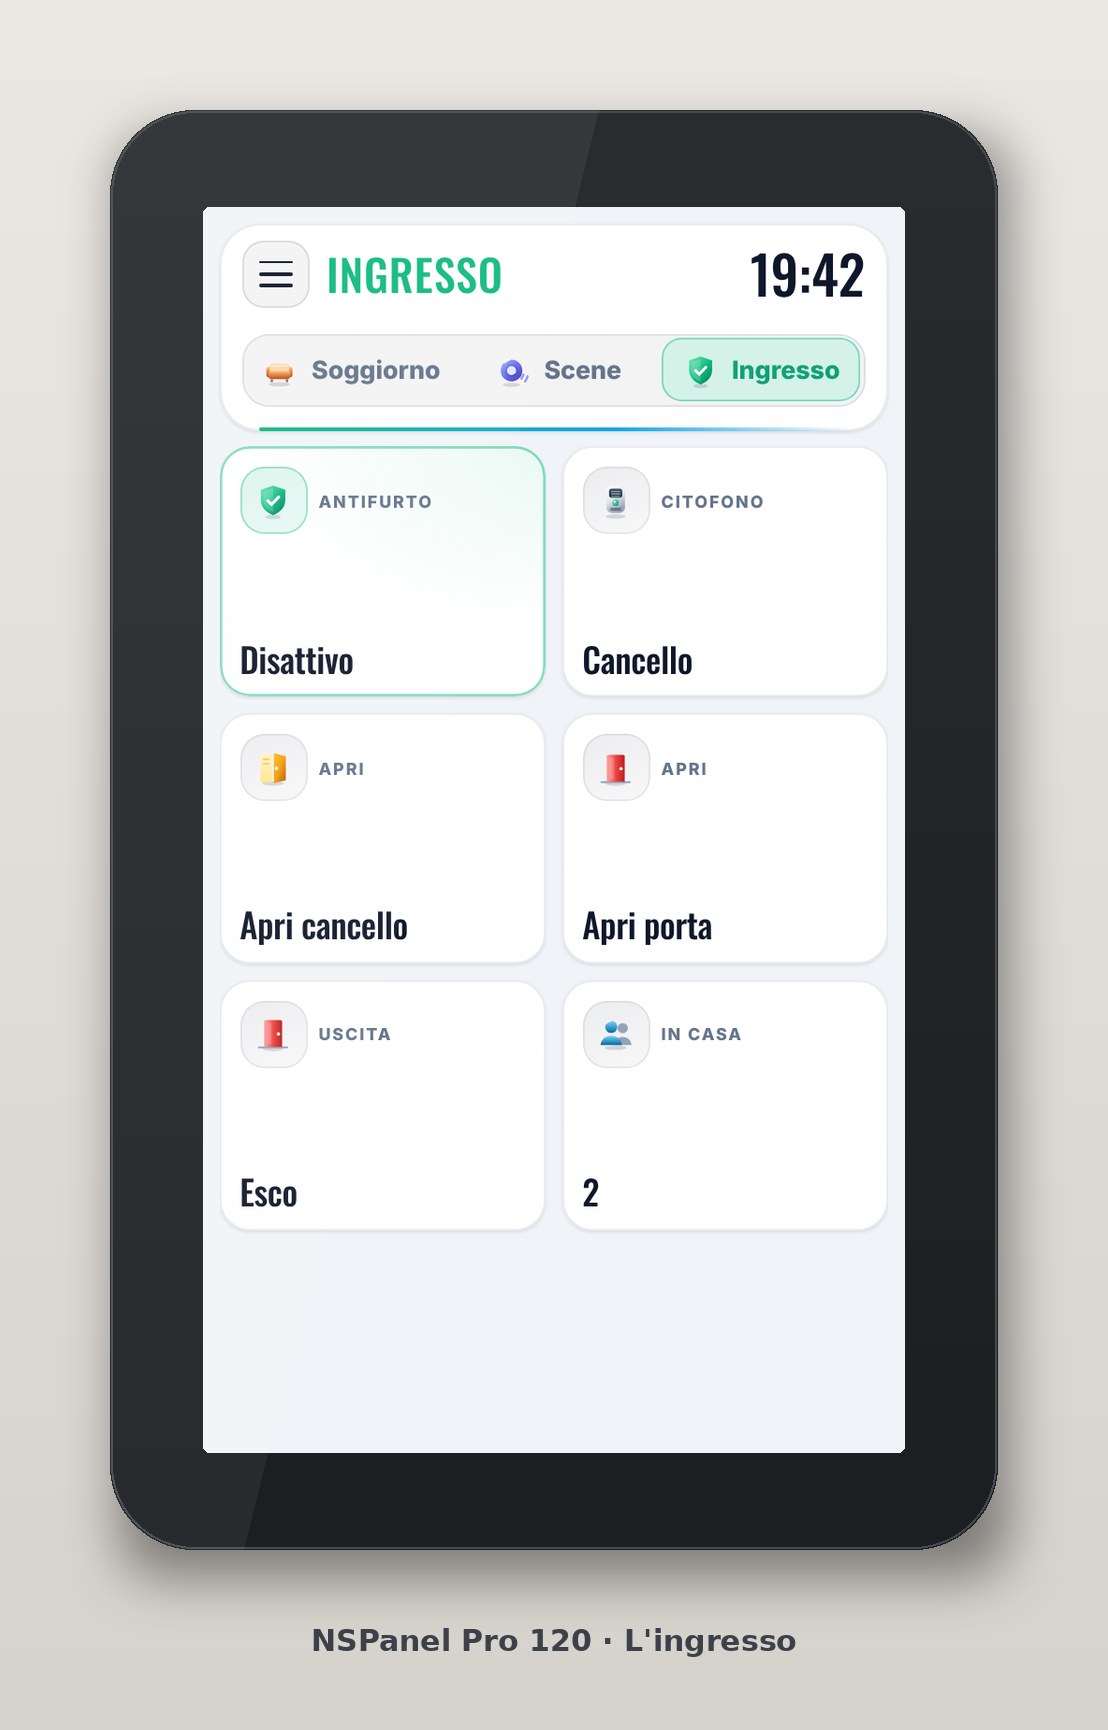 INGRESSO
19:42
Soggiorno
Scene
Ingresso
ANTIFURTO
Disattivo
CITOFONO
Cancello
APRI
Apri cancello
APRI
Apri porta
USCITA
Esco
IN CASA
2
NSPanel Pro 120 · L'ingresso